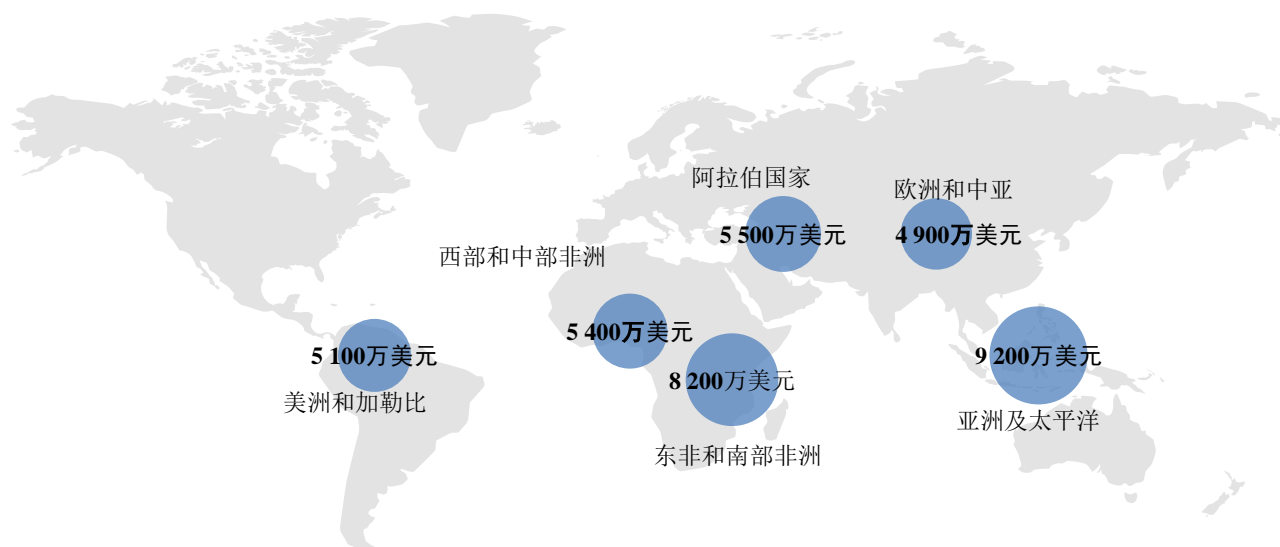 阿拉伯国家
5 500万美元
欧洲和中亚
4 900万美元
西部和中部非洲
5 400万美元
8 200万美元
东非和南部非洲
5 100万美元
美洲和加勒比
9 200万美元
亚洲及太平洋